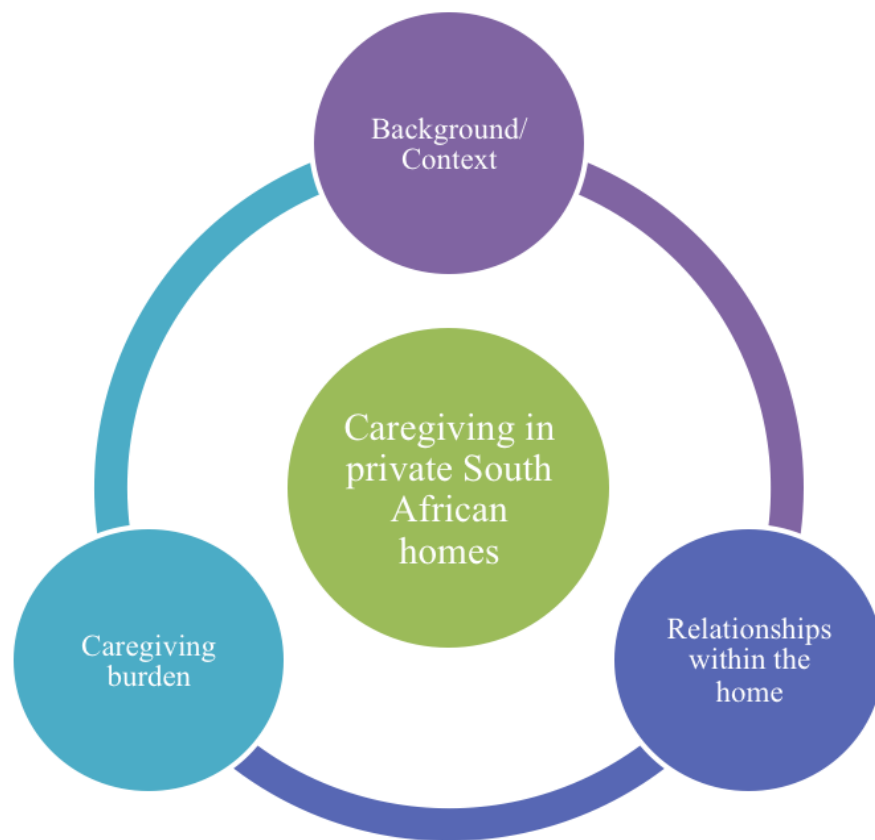 Background/
Context
Caregiving in
private South
African
homes
Caregiving
burden
Relationships
within the
home